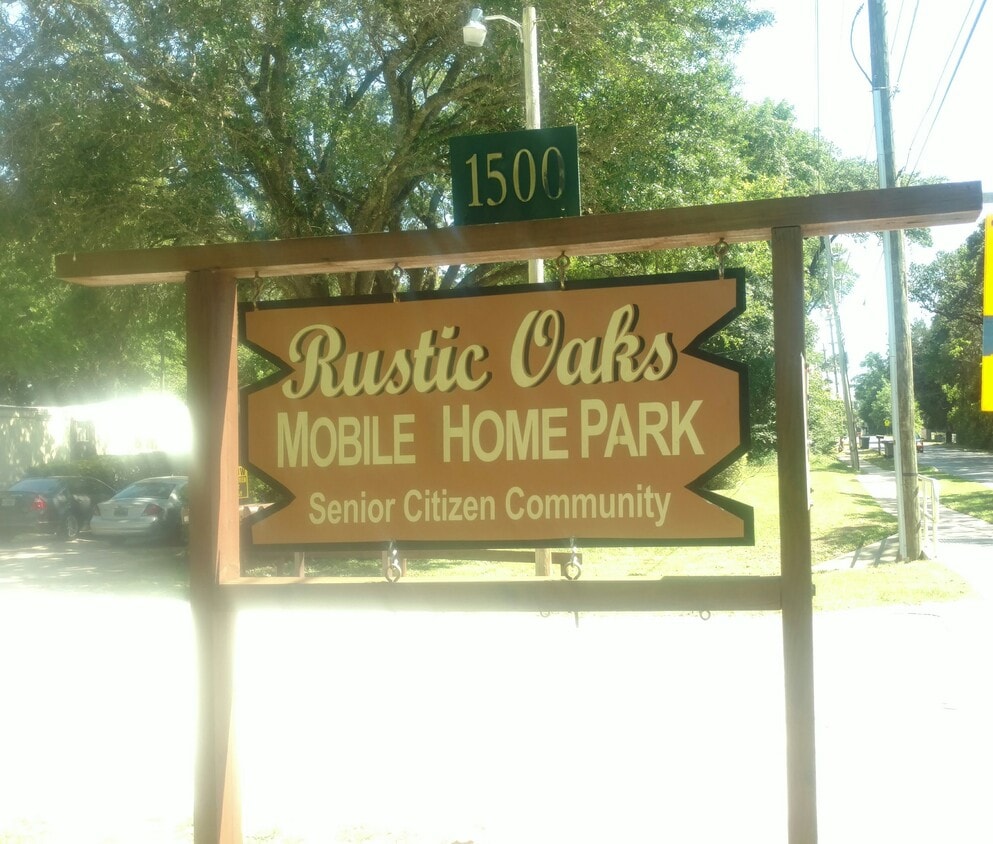 1500
Rustic Oaks
MOBILE HOME PARK
Senior Citizen Community